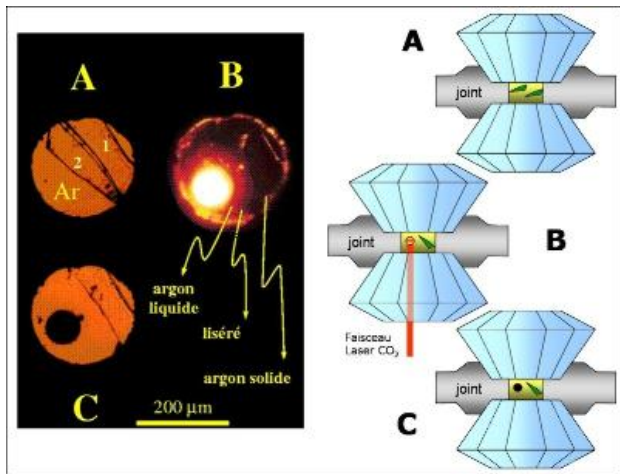 A
B
1
2
Ar
argon
liquide
liséré
argon solide
C
200 µm
A
joint
joint
B
Faisceau
Laser CO₂
joint
C